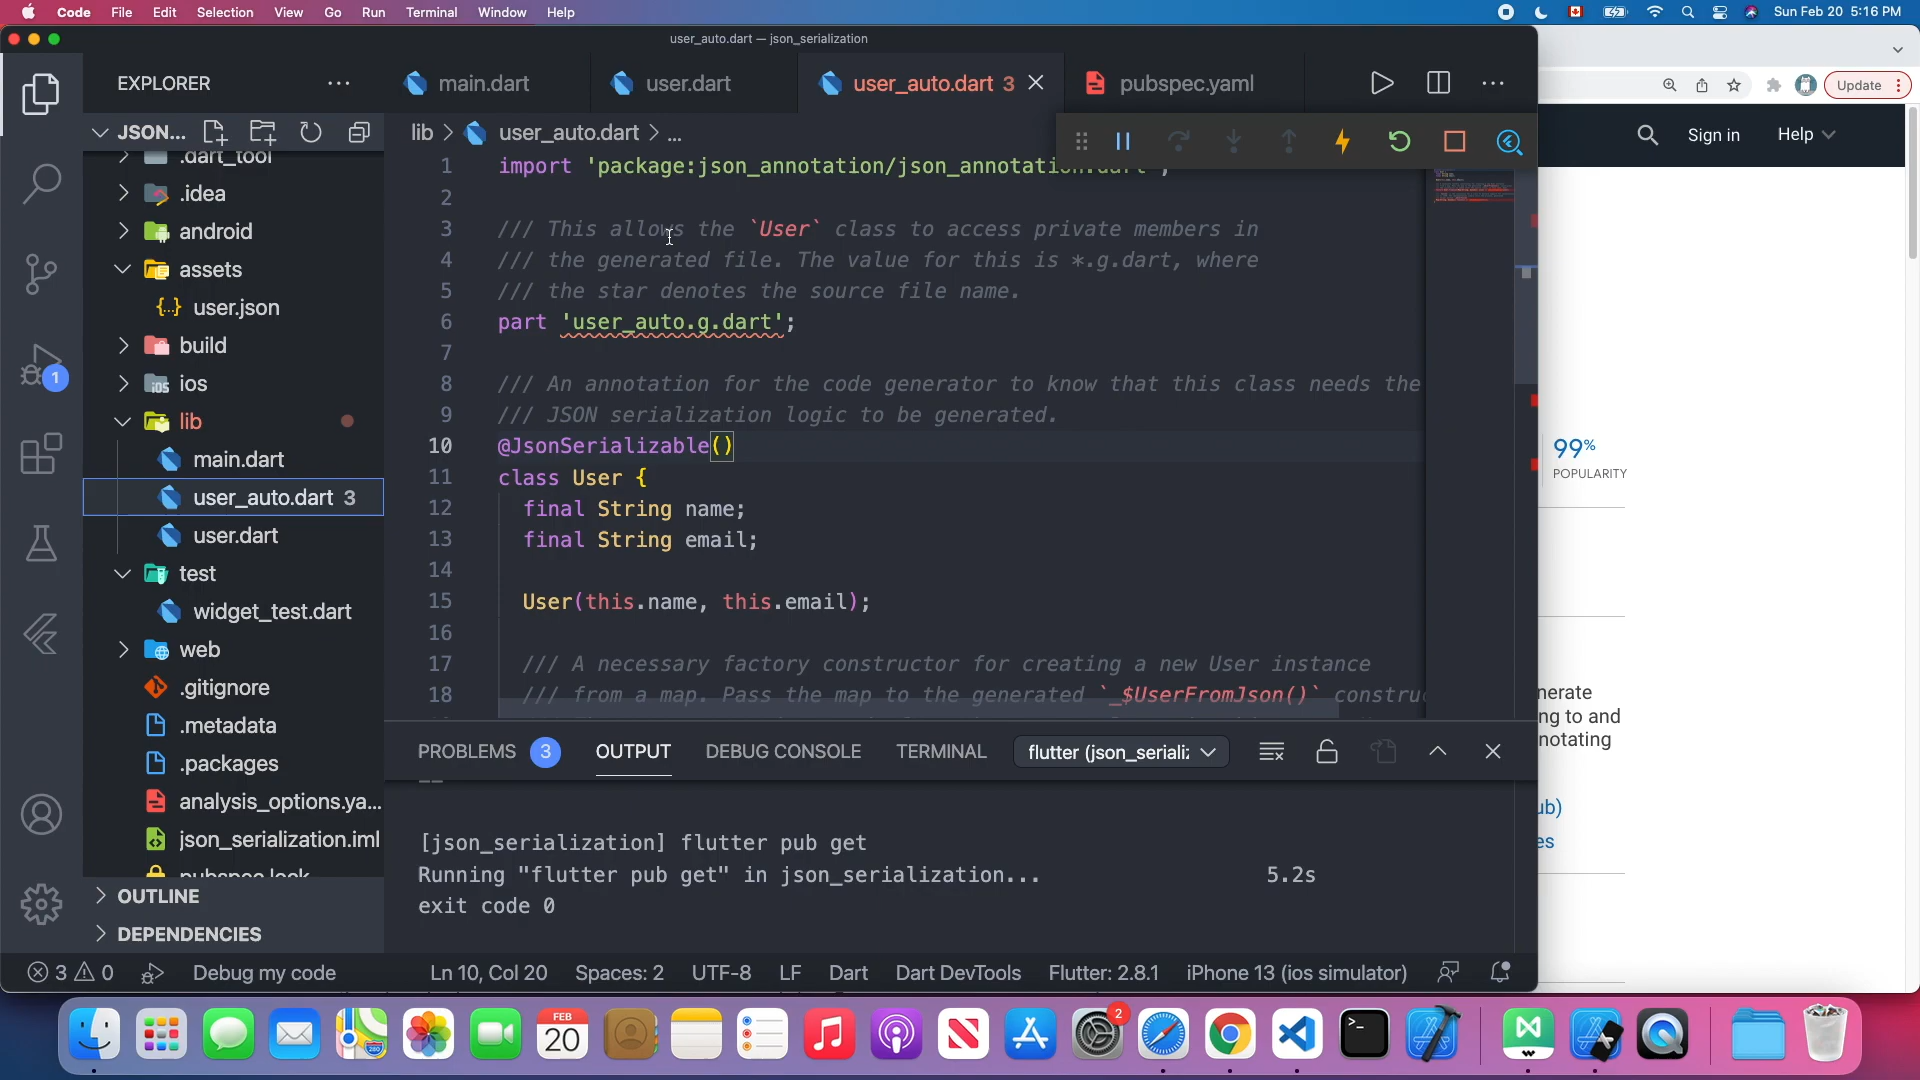 Code File Edit Selection View Go Run Terminal Window Help
Sun Feb 20 5:16 PM
user_auto.dart — json_serialization
EXPLORER
main.dart
user.dart
user_auto.dart 3
pubspec.yaml
Update
JSON...
lib > user_auto.dart > ...
Sign in
Help
.dart_tool
.idea
android
assets
user.json
build
ios
lib
main.dart
user_auto.dart 3
user.dart
test
widget_test.dart
web
.gitignore
.metadata
.packages
analysis_options.ya...
json_serialization.iml
pubspec.lock
OUTLINE
DEPENDENCIES
1
1 import 'package:json_annotation/json_annotation.dart';
2
3 /// This allows the `User` class to access private members in
4 /// the generated file. The value for this is *.g.dart, where
5 /// the star denotes the source file name.
6 part 'user_auto.g.dart';
7
8 /// An annotation for the code generator to know that this class needs the
9 /// JSON serialization logic to be generated.
10 @JsonSerializable()
11 class User {
12 final String name;
13 final String email;
14
15 User(this.name, this.email);
16
17 /// A necessary factory constructor for creating a new User instance
18 /// from a map. Pass the map to the generated `_$UserFromJson()` constru
PROBLEMS 3 OUTPUT DEBUG CONSOLE TERMINAL flutter (json_seriali:
[json_serialization] flutter pub get
Running "flutter pub get" in json_serialization... 5.2s
exit code 0
3 0 Debug my code Ln 10, Col 20 Spaces: 2 UTF-8 LF Dart Dart DevTools Flutter: 2.8.1 iPhone 13 (ios simulator)
99%
POPULARITY
nerate
ng to and
notating
ub)
es
FEB
20
280
2